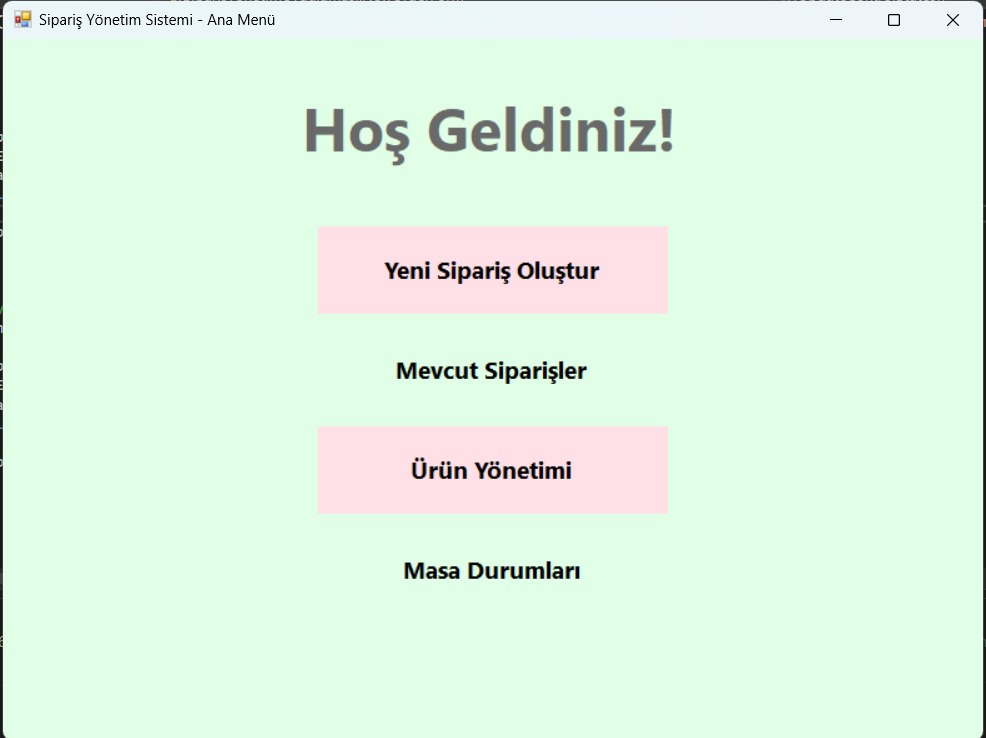 Sipariş Yönetim Sistemi - Ana Menü
Hoş Geldiniz!
Yeni Sipariş Oluştur
Mevcut Siparişler
Ürün Yönetimi
Masa Durumları